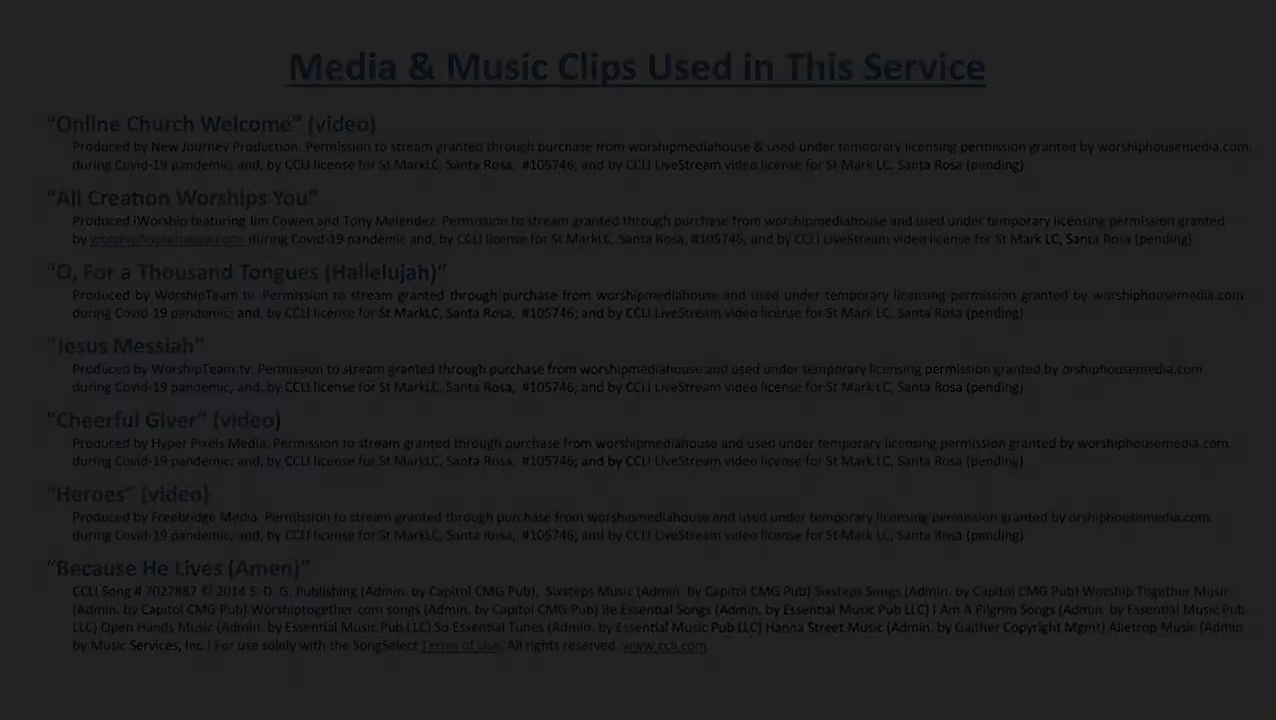 Media & Music Clips Used in This Service
“Online Church Welcome” (video)
Produced by New Journey Production. Permission to stream granted through purchase from worshipmediahouse & used under temporary licensing permission granted by worshiphousemedia.com.
during Covid-19 pandemic; and, by CCLI license for St MarkLC, Santa Rosa, #105746; and by CCLI LiveStream video license for St Mark LC, Santa Rosa (pending)
“All Creation Worships You”
Produced iWorship featuring Jim Cowen and Tony Melendez. Permission to stream granted through purchase from worshipmediahouse and used under temporary licensing permission granted
by worshiphousemedia.com. during Covid-19 pandemic and, by CCLI license for St MarkLC, Santa Rosa, #105746; and by CCLI LiveStream video license for St Mark LC, Santa Rosa (pending)
“O, For a Thousand Tongues (Hallelujah)”
Produced by WorshipTeam.tv. Permission to stream granted through purchase from worshipmediahouse and used under temporary licensing permission granted by worshiphousemedia.com
during Covid-19 pandemic; and, by CCLI license for St MarkLC, Santa Rosa, #105746; and by CCLI LiveStream video license for St Mark LC, Santa Rosa (pending)
“Jesus Messiah”
Produced by WorshipTeam.tv. Permission to stream granted through purchase from worshipmediahouse and used under temporary licensing permission granted by orshiphousemedia.com
during Covid-19 pandemic; and, by CCLI license for St MarkLC, Santa Rosa, #105746; and by CCLI LiveStream video license for St Mark LC, Santa Rosa (pending)
“Cheerful Giver” (video)
Produced by Hyper Pixels Media. Permission to stream granted through purchase from worshipmediahouse and used under temporary licensing permission granted by worshiphousemedia.com.
during Covid-19 pandemic; and, by CCLI license for St MarkLC, Santa Rosa, #105746; and by CCLI LiveStream video license for St Mark LC, Santa Rosa (pending)
“Heroes” (video)
Produced by Freebridge Media. Permission to stream granted through purchase from worshipmediahouse and used under temporary licensing permission granted by orshiphousemedia.com.
during Covid-19 pandemic; and, by CCLI license for St MarkLC, Santa Rosa, #105746; and by CCLI LiveStream video license for St Mark LC, Santa Rosa (pending)
“Because He Lives (Amen)”
CCLI Song # 7027887 © 2014 S. D. G. Publishing (Admin. by Capitol CMG Pub), Sixsteps Music (Admin. by Capitol CMG Pub) Sixsteps Songs (Admin. by Capitol CMG Pub) Worship Together Music
(Admin. by Capitol CMG Pub) Worshiptogether.com songs (Admin. by Capitol CMG Pub) Be Essential Songs (Admin. by Essential Music Pub LLC) I Am A Pilgrim Songs (Admin. by Essential Music Pub
LLC) Open Hands Music (Admin. by Essential Music Pub LLC) So Essential Tunes (Admin. by Essential Music Pub LLC) Hanna Street Music (Admin. by Gaither Copyright Mgmt) Alletrop Music (Admin
by Music Services, Inc.) For use solely with the SongSelect Terms of Use. All rights reserved. www.ccli.com